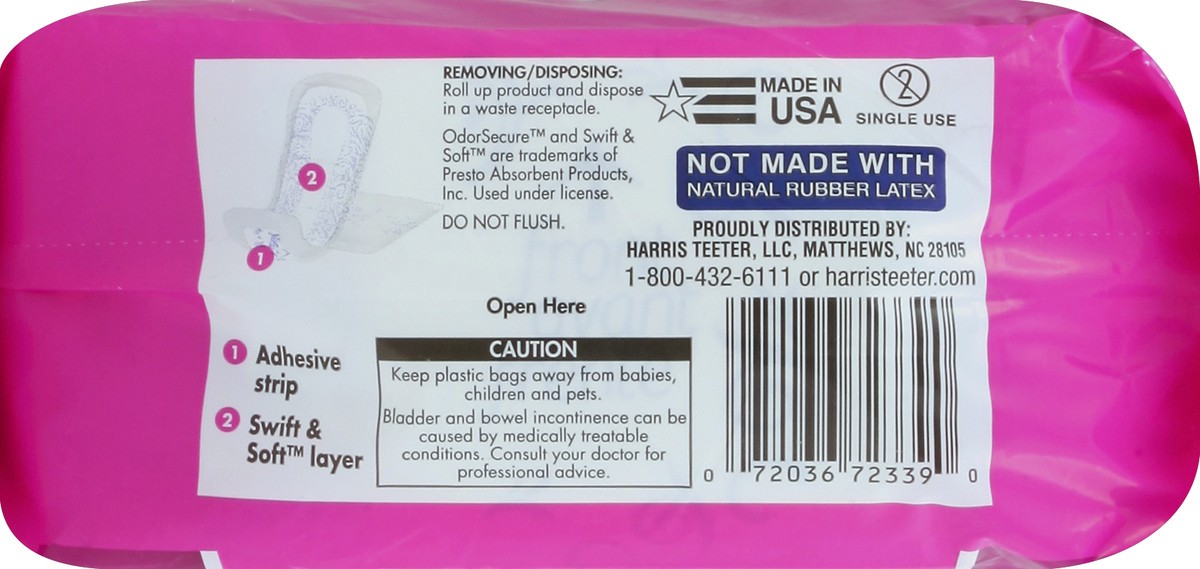 REMOVING/DISPOSING:
Roll up product and dispose
in a waste receptacle.
OdorSecure™ and Swift &
Soft™ are trademarks of
Presto Absorbent Products,
Inc. Used under license.
DO NOT FLUSH.
MADE IN
USA
2
SINGLE USE
NOT MADE WITH
NATURAL RUBBER LATEX
PROUDLY DISTRIBUTED BY:
HARRIS TEETER, LLC, MATTHEWS, NC 28105
1-800-432-6111 or harristeeter.com
2
1
Open Here
1 Adhesive
strip
2 Swift &
Soft™ layer
CAUTION
Keep plastic bags away from babies,
children and pets.
Bladder and bowel incontinence can be
caused by medically treatable
conditions. Consult your doctor for
professional advice.
0 72036 72339 0